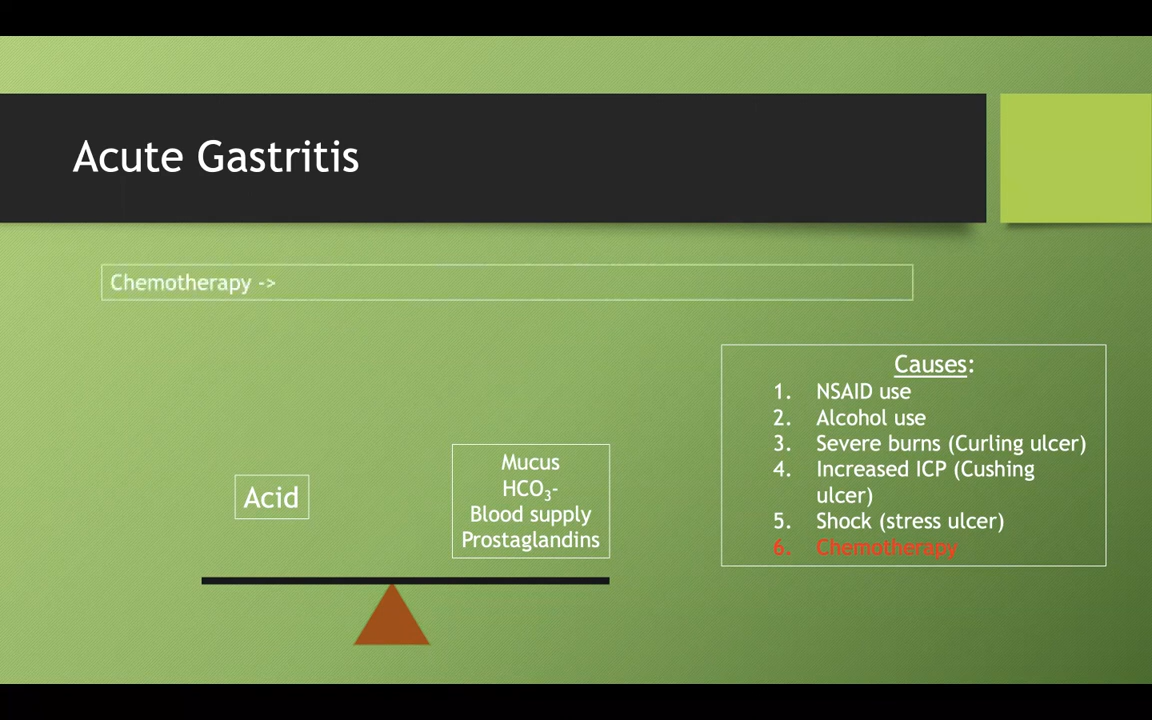 Acute Gastritis
Chemotherapy ->
Causes:
1. NSAID use
2. Alcohol use
3. Severe burns (Curling ulcer)
4. Increased ICP (Cushing
ulcer)
5. Shock (stress ulcer)
6. Chemotherapy
Acid
Mucus
HCO₃-
Blood supply
Prostaglandins